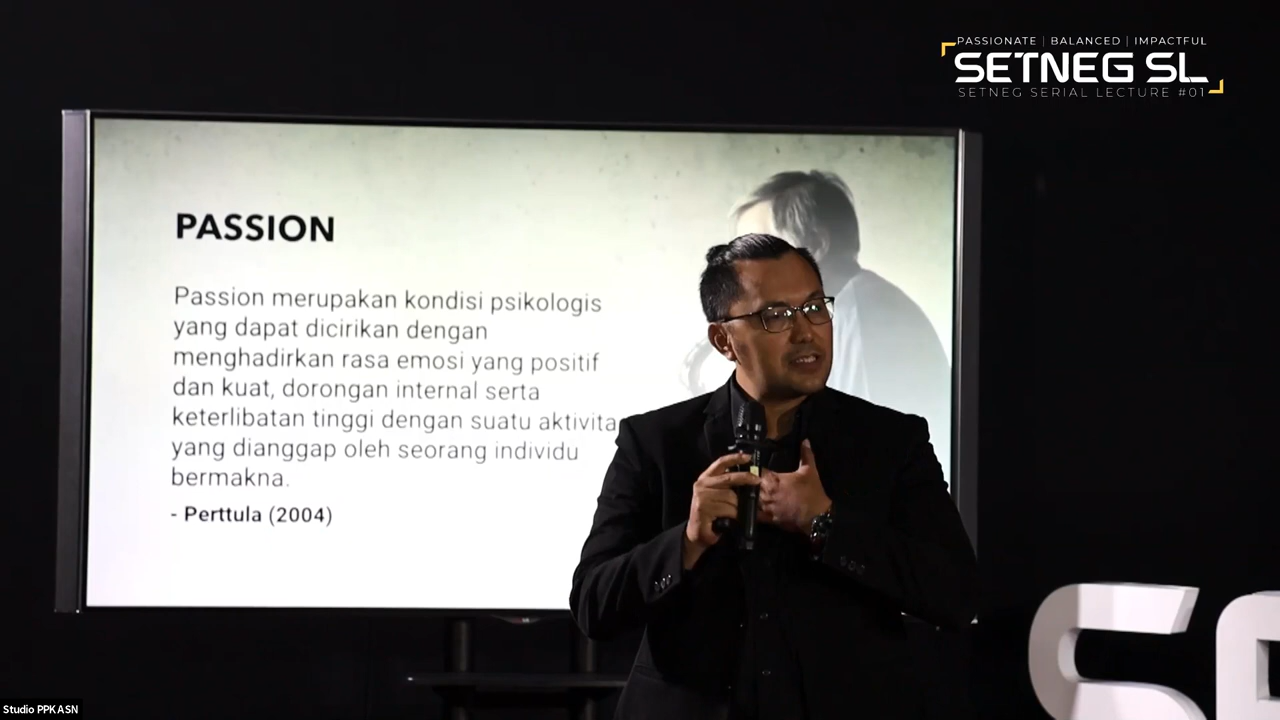 PASSIONATE | BALANCED | IMPACTFUL
SETNEG SL
SETNEG SERIAL LECTURE #01
PASSION
Passion merupakan kondisi psikologis
yang dapat dicirikan dengan
menghadirkan rasa emosi yang positif
dan kuat, dorongan internal serta
keterlibatan tinggi dengan suatu aktivita
yang dianggap oleh seorang individu
bermakna.
- Perttula (2004)
SE
Studio PPKASN